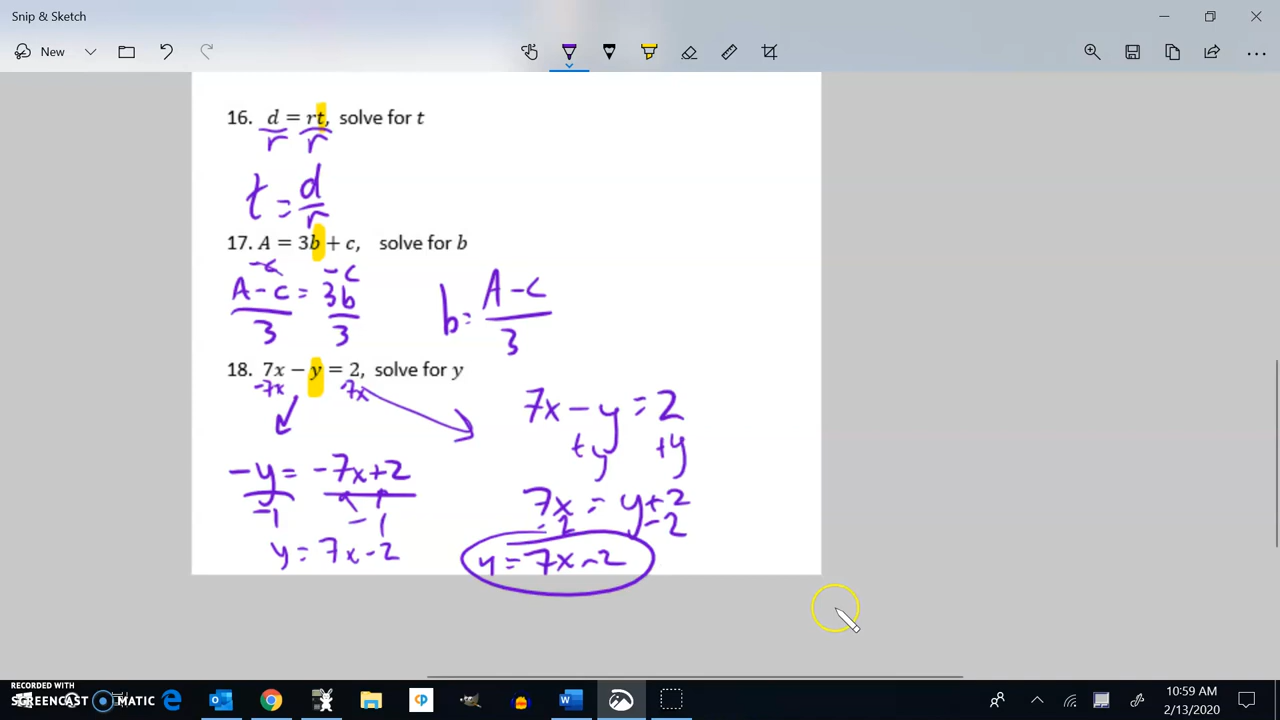 Snip & Sketch
New
16. d = rt, solve for t
r r
t = d/r
17. A = 3b + c, solve for b
-c -c
A - c = 3b
3 3
b = A - c
3
18. 7x − y = 2, solve for y
-7x -7x
7x - y = 2
+y +y
-y = -7x+2
-1 -1
7x = y+2
-2 -2
y = 7x - 2
y = 7x - 2
RECORDED WITH
SCREENCAST MATIC
10:59 AM
2/13/2020